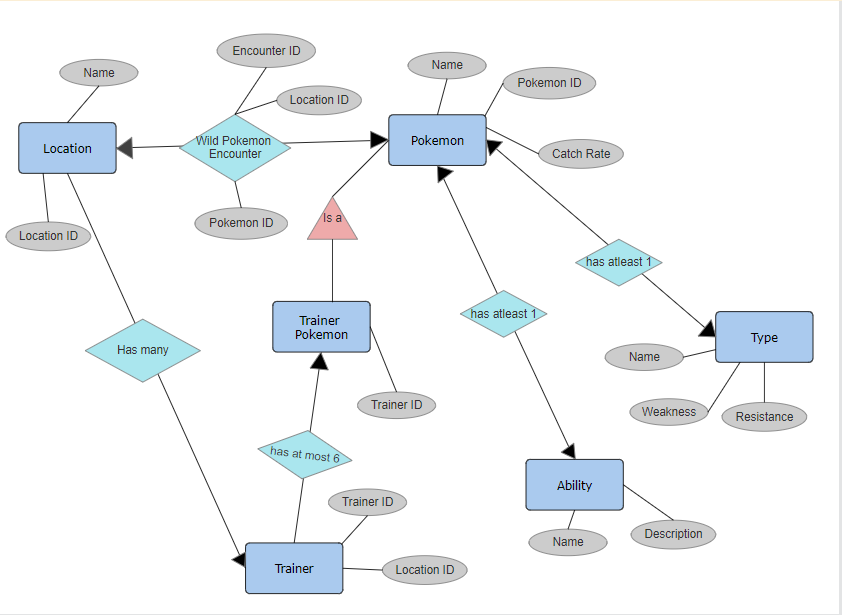 Encounter ID
Name
Name
Pokemon ID
Location ID
Location
Wild Pokemon
Encounter
Pokemon
Catch Rate
Is a
Pokemon ID
Location ID
has atleast 1
has atleast 1
Trainer
Pokemon
Type
Has many
Name
Trainer ID
Weakness
Resistance
has at most 6
Ability
Trainer ID
Description
Name
Trainer
Location ID